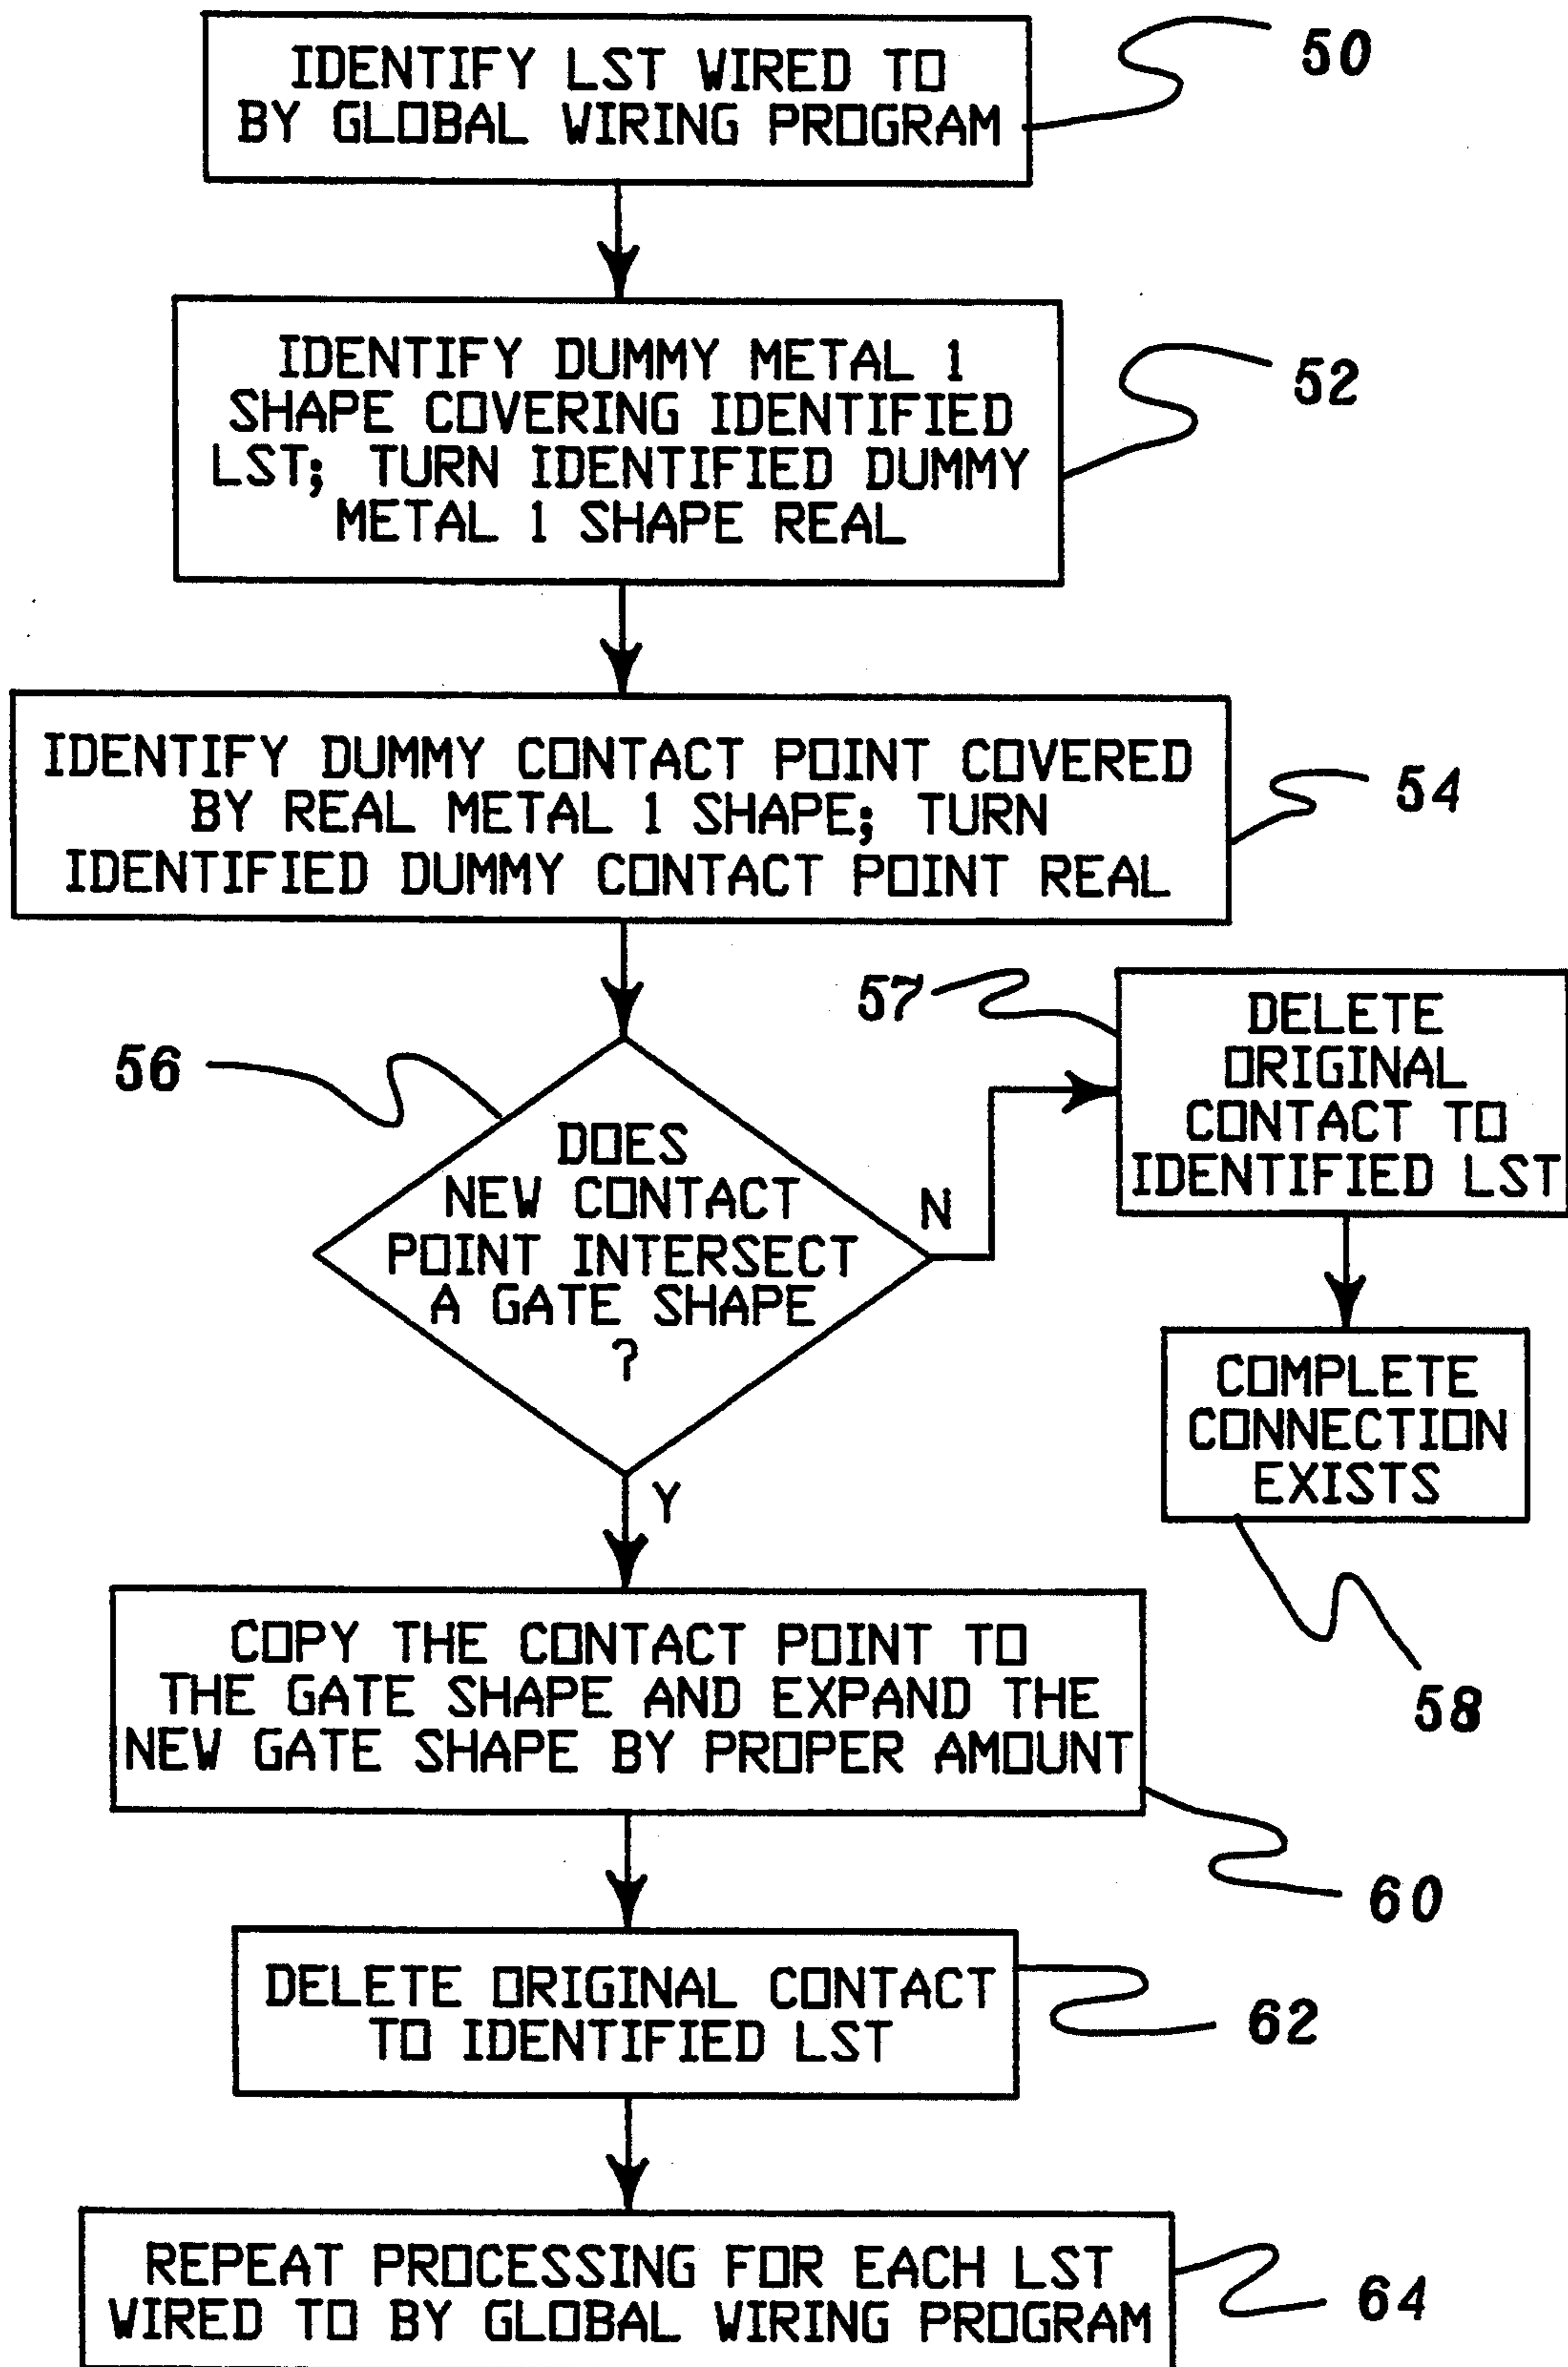 IDENTIFY LST WIRED TO
BY GLOBAL WIRING PROGRAM
50
IDENTIFY DUMMY METAL 1
SHAPE COVERING IDENTIFIED
LST; TURN IDENTIFIED DUMMY
METAL 1 SHAPE REAL
52
IDENTIFY DUMMY CONTACT POINT COVERED
BY REAL METAL 1 SHAPE; TURN
IDENTIFIED DUMMY CONTACT POINT REAL
54
56
DOES
NEW CONTACT
POINT INTERSECT
A GATE SHAPE
?
N
Y
57
DELETE
ORIGINAL
CONTACT TO
IDENTIFIED LST
COMPLETE
CONNECTION
EXISTS
58
COPY THE CONTACT POINT TO
THE GATE SHAPE AND EXPAND THE
NEW GATE SHAPE BY PROPER AMOUNT
60
DELETE ORIGINAL CONTACT
TO IDENTIFIED LST
62
REPEAT PROCESSING FOR EACH LST
WIRED TO BY GLOBAL WIRING PROGRAM
64